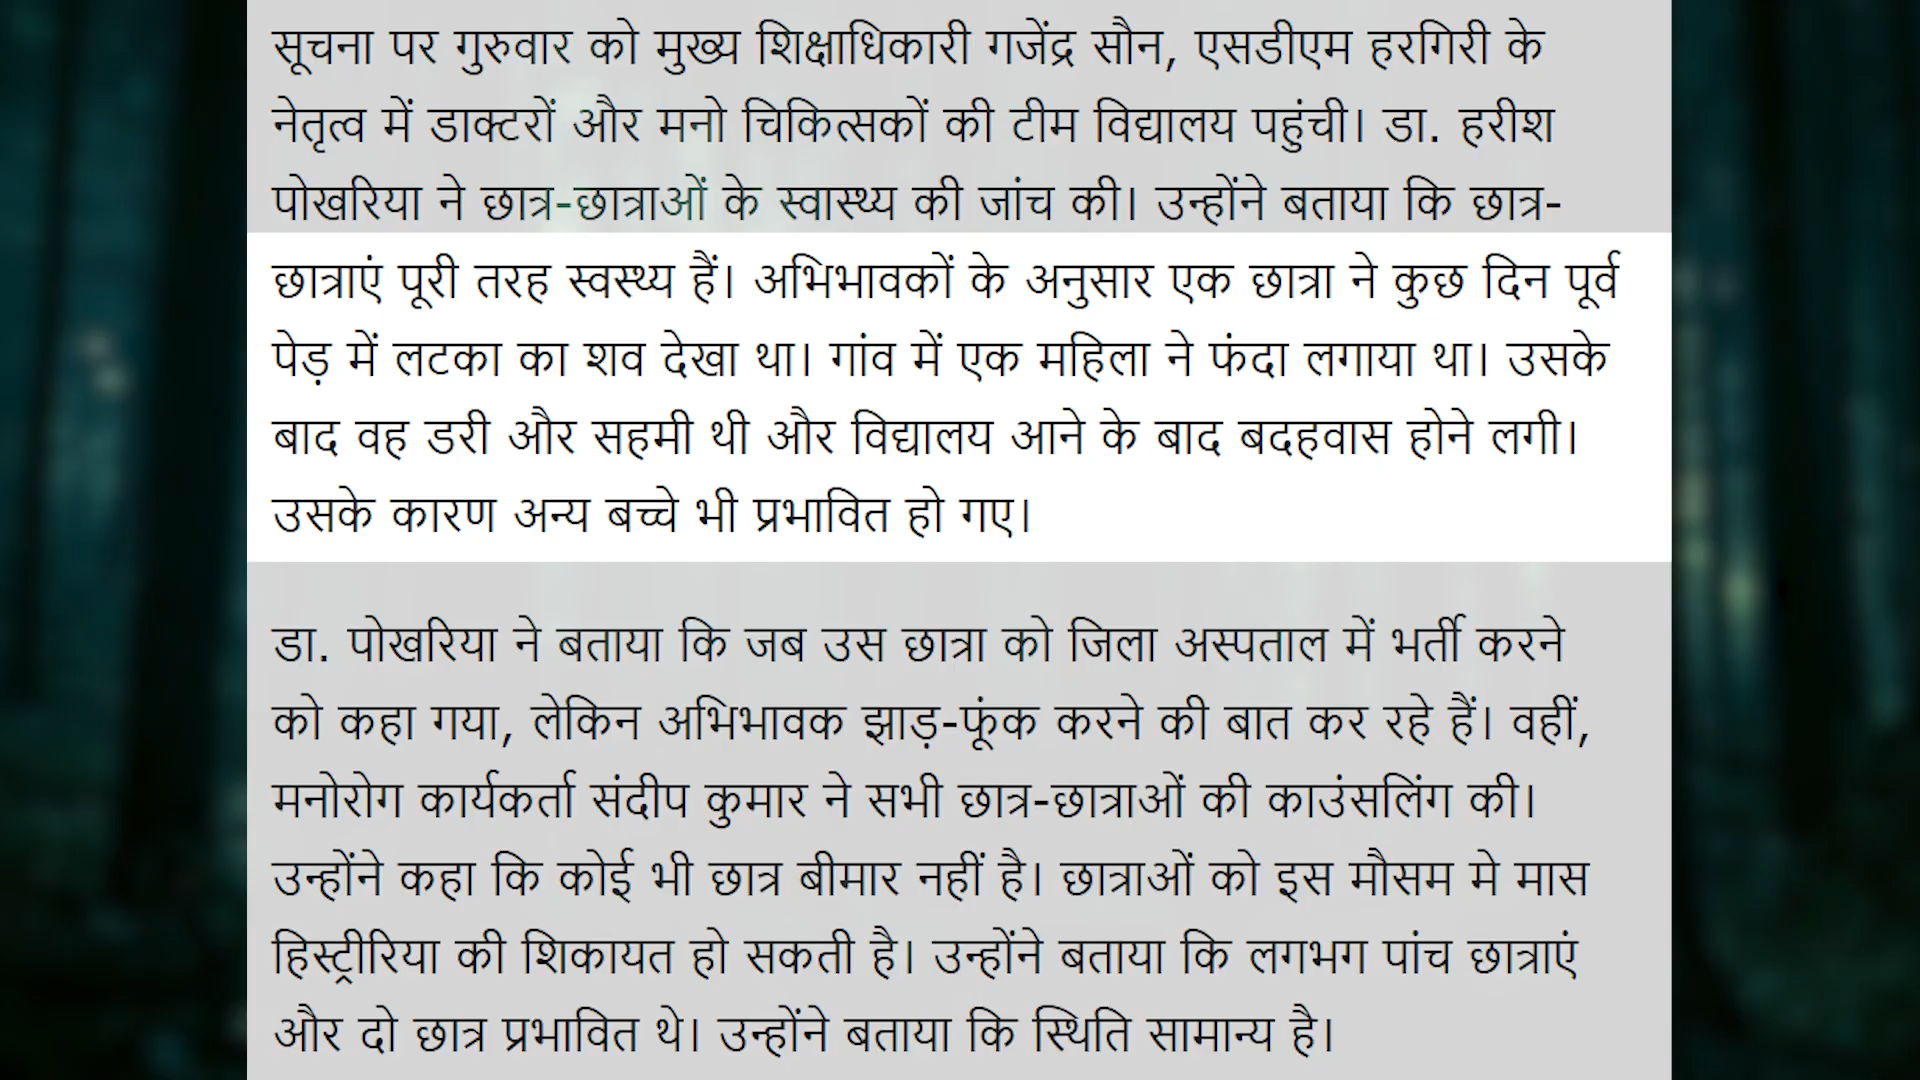 सूचना पर गुरुवार को मुख्य शिक्षाधिकारी गजेंद्र सौन, एसडीएम हरगिरी के
नेतृत्व में डाक्टरों और मनो चिकित्सकों की टीम विद्यालय पहुंची। डा. हरीश
पोखरिया ने छात्र-छात्राओं के स्वास्थ्य की जांच की। उन्होंने बताया कि छात्र-
छात्राएं पूरी तरह स्वस्थ्य हैं। अभिभावकों के अनुसार एक छात्रा ने कुछ दिन पूर्व
पेड़ में लटका का शव देखा था। गांव में एक महिला ने फंदा लगाया था। उसके
बाद वह डरी और सहमी थी और विद्यालय आने के बाद बदहवास होने लगी।
उसके कारण अन्य बच्चे भी प्रभावित हो गए।
डा. पोखरिया ने बताया कि जब उस छात्रा को जिला अस्पताल में भर्ती करने
को कहा गया, लेकिन अभिभावक झाड़-फूंक करने की बात कर रहे हैं। वहीं,
मनोरोग कार्यकर्ता संदीप कुमार ने सभी छात्र-छात्राओं की काउंसलिंग की।
उन्होंने कहा कि कोई भी छात्र बीमार नहीं है। छात्राओं को इस मौसम मे मास
हिस्ट्रीरिया की शिकायत हो सकती है। उन्होंने बताया कि लगभग पांच छात्राएं
और दो छात्र प्रभावित थे। उन्होंने बताया कि स्थिति सामान्य है।